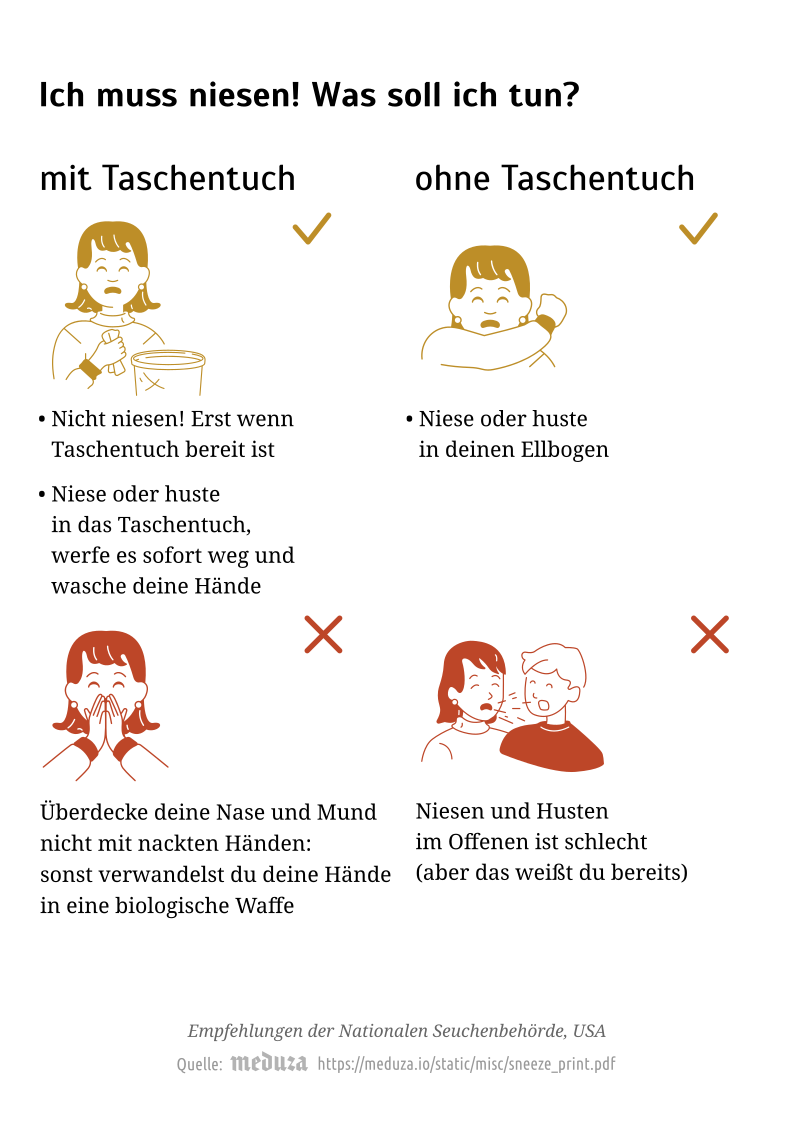 Ich muss niesen! Was soll ich tun?
mit Taschentuch
• Nicht niesen! Erst wenn
Taschentuch bereit ist
• Niese oder huste
in das Taschentuch,
werfe es sofort weg und
wasche deine Hände
ohne Taschentuch
• Niese oder huste
in deinen Ellbogen
Überdecke deine Nase und Mund
nicht mit nackten Händen:
sonst verwandelst du deine Hände
in eine biologische Waffe
Niesen und Husten
im Offenen ist schlecht
(aber das weißt du bereits)
Empfehlungen der Nationalen Seuchenbehörde, USA
Quelle: meduza https://meduza.io/static/misc/sneeze_print.pdf